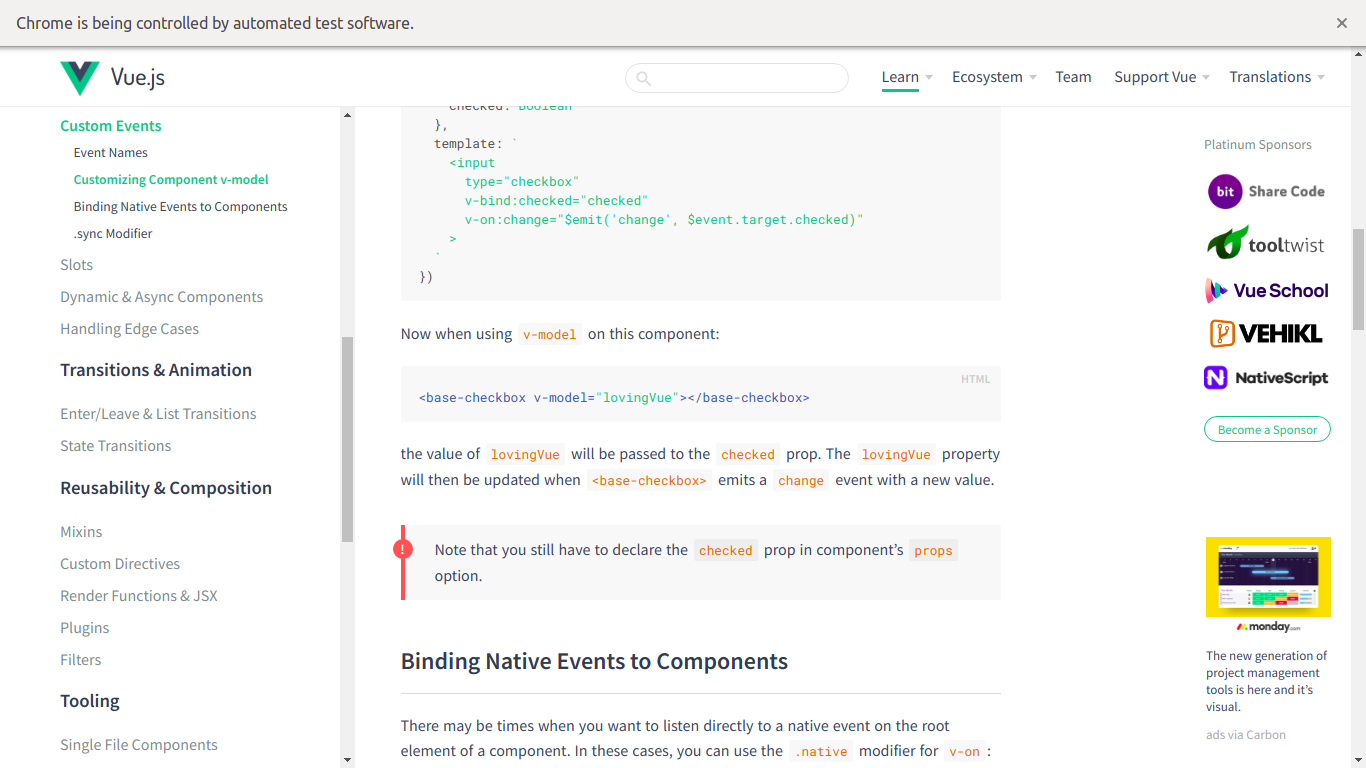 Chrome is being controlled by automated test software.
Vue.js
Learn
Ecosystem
Team
Support Vue
Translations
Custom Events
Event Names
Customizing Component v-model
Binding Native Events to Components
.sync Modifier
Slots
Dynamic & Async Components
Handling Edge Cases
Transitions & Animation
Enter/Leave & List Transitions
State Transitions
Reusability & Composition
Mixins
Custom Directives
Render Functions & JSX
Plugins
Filters
Tooling
Single File Components
checked: Boolean
},
template: `
<input
type="checkbox"
v-bind:checked="checked"
v-on:change="$emit('change', $event.target.checked)"
>
`
})
Now when using v-model on this component:
HTML
<base-checkbox v-model="lovingVue"></base-checkbox>
the value of lovingVue will be passed to the checked prop. The lovingVue property
will then be updated when <base-checkbox> emits a change event with a new value.
!
Note that you still have to declare the checked prop in component’s props
option.
Binding Native Events to Components
There may be times when you want to listen directly to a native event on the root
element of a component. In these cases, you can use the .native modifier for v-on :
Platinum Sponsors
bit Share Code
tooltwist
Vue School
VEHIKL
NativeScript
Become a Sponsor
monday.com
The new generation of
project management
tools is here and it’s
visual.
ads via Carbon